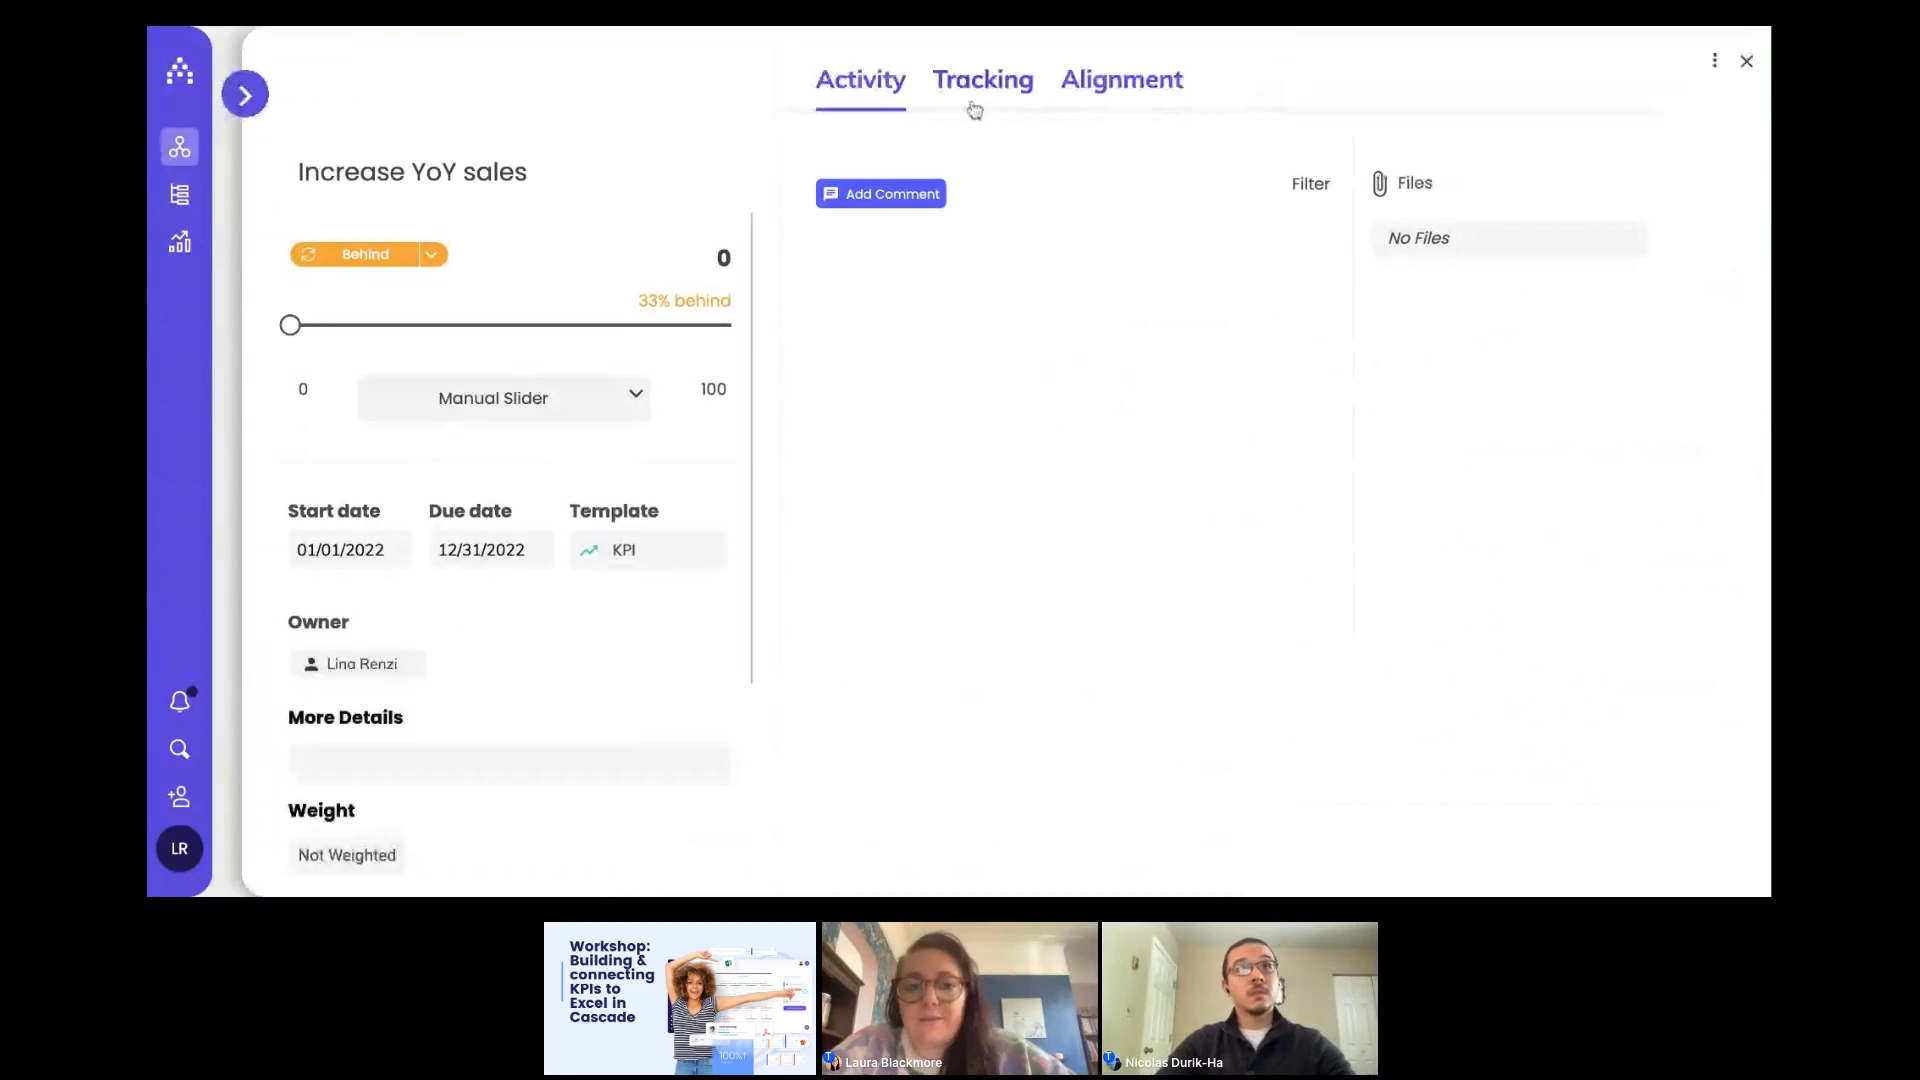 Activity
Tracking
Alignment
Increase YoY sales
Behind
0
33% behind
0
Manual Slider
100
Add Comment
Filter
Files
No Files
Start date
Due date
Template
01/01/2022
12/31/2022
KPI
Owner
Lina Renzi
More Details
Weight
Not Weighted
LR
Workshop:
Building &
connecting
KPIs to
Excel in
Cascade
100%↑
T
Laura Blackmore
T
Nicolas Durik-Ha